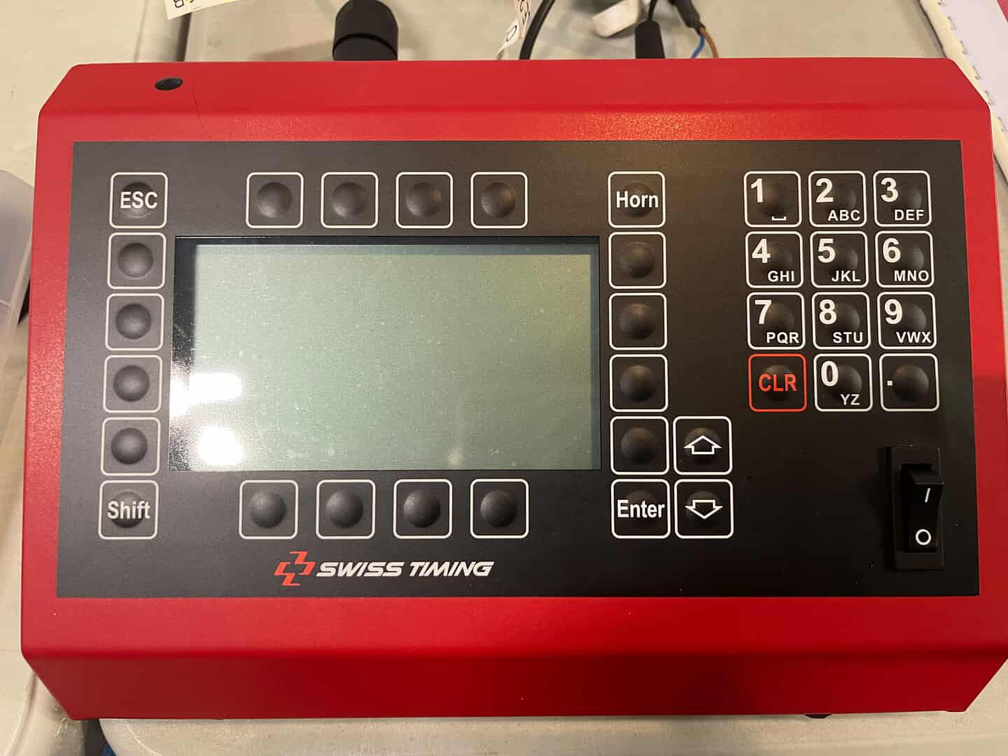 ESC
Horn
1 2 ABC 3 DEF
4 GHI 5 JKL 6 MNO
7 PQR 8 STU 9 VWX
CLR 0 YZ .
Shift
Enter
I
O
SWISS TIMING